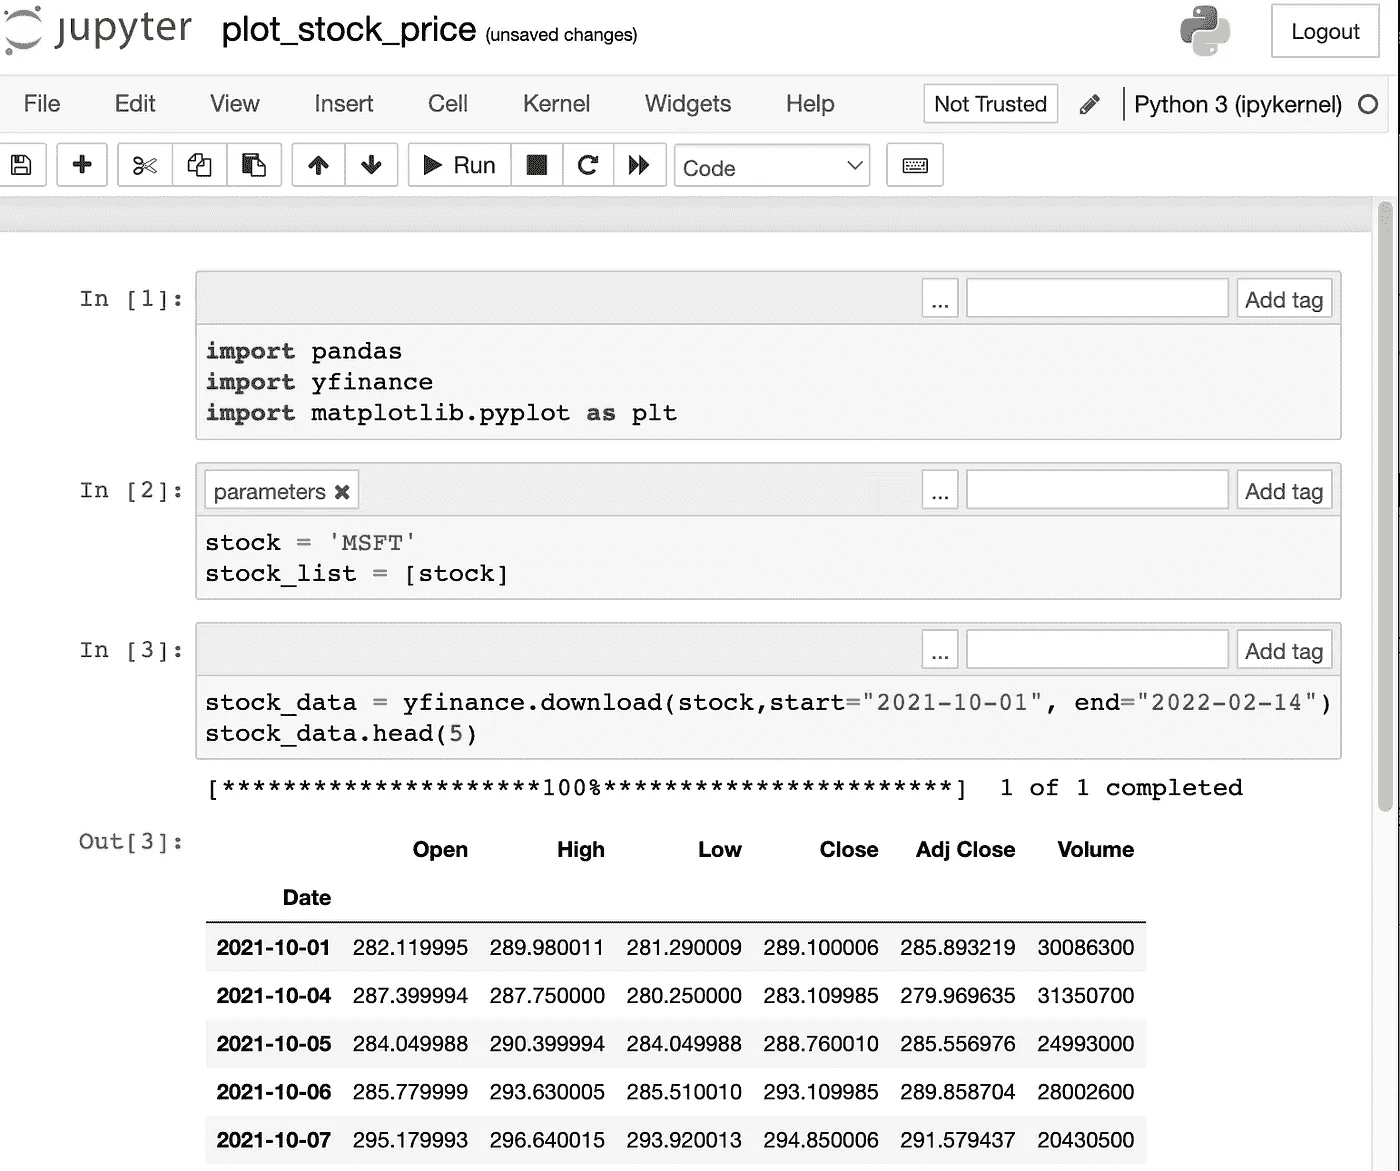 jupyter plot_stock_price (unsaved changes) Logout
File Edit View Insert Cell Kernel Widgets Help Not Trusted Python 3 (ipykernel)
Run Code
In [1]: ... Add tag
import pandas
import yfinance
import matplotlib.pyplot as plt
In [2]: parameters ... Add tag
stock = 'MSFT'
stock_list = [stock]
In [3]: ... Add tag
stock_data = yfinance.download(stock,start="2021-10-01", end="2022-02-14")
stock_data.head(5)
[*********************100%***********************] 1 of 1 completed
Out[3]:
Open High Low Close Adj Close Volume
Date
2021-10-01 282.119995 289.980011 281.290009 289.100006 285.893219 30086300
2021-10-04 287.399994 287.750000 280.250000 283.109985 279.969635 31350700
2021-10-05 284.049988 290.399994 284.049988 288.760010 285.556976 24993000
2021-10-06 285.779999 293.630005 285.510010 293.109985 289.858704 28002600
2021-10-07 295.179993 296.640015 293.920013 294.850006 291.579437 20430500